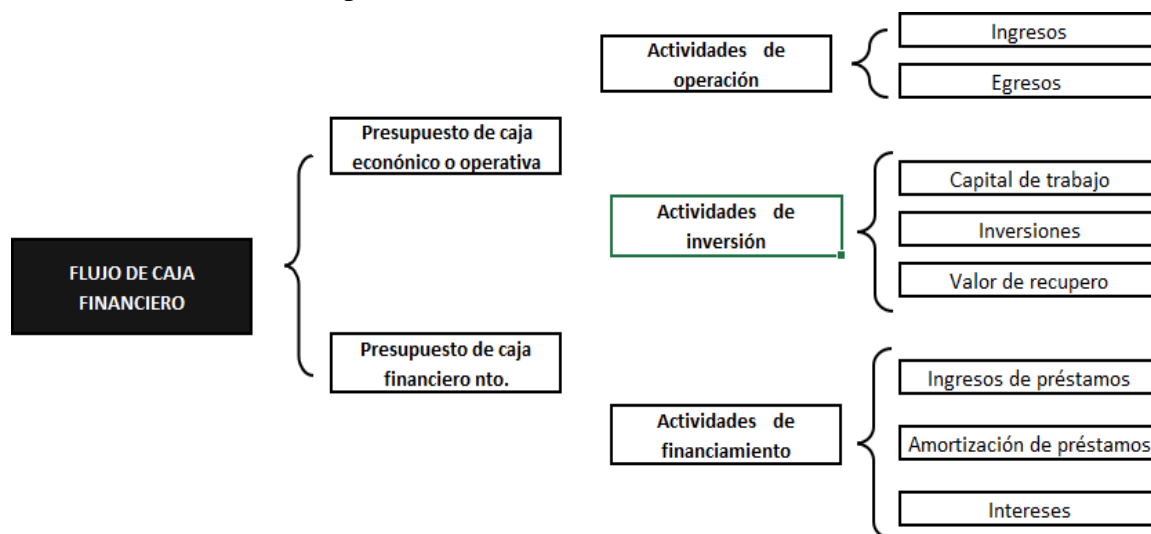 FLUJO DE CAJA
FINANCIERO
Presupuesto de caja
econónico o operativa
Presupuesto de caja
financiero nto.
Actividades de
operación
Ingresos
Egresos
Actividades de
inversión
Capital de trabajo
Inversiones
Valor de recupero
Actividades de
financiamiento
Ingresos de préstamos
Amortización de préstamos
Intereses